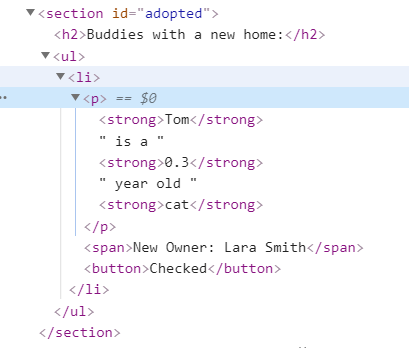 ▼<section id="adopted">
<h2>Buddies with a new home:</h2>
▼<ul>
▼<li>
…▼<p> == $0
<strong>Tom</strong>
" is a "
<strong>0.3</strong>
" year old "
<strong>cat</strong>
</p>
<span>New Owner: Lara Smith</span>
<button>Checked</button>
</li>
</ul>
</section>